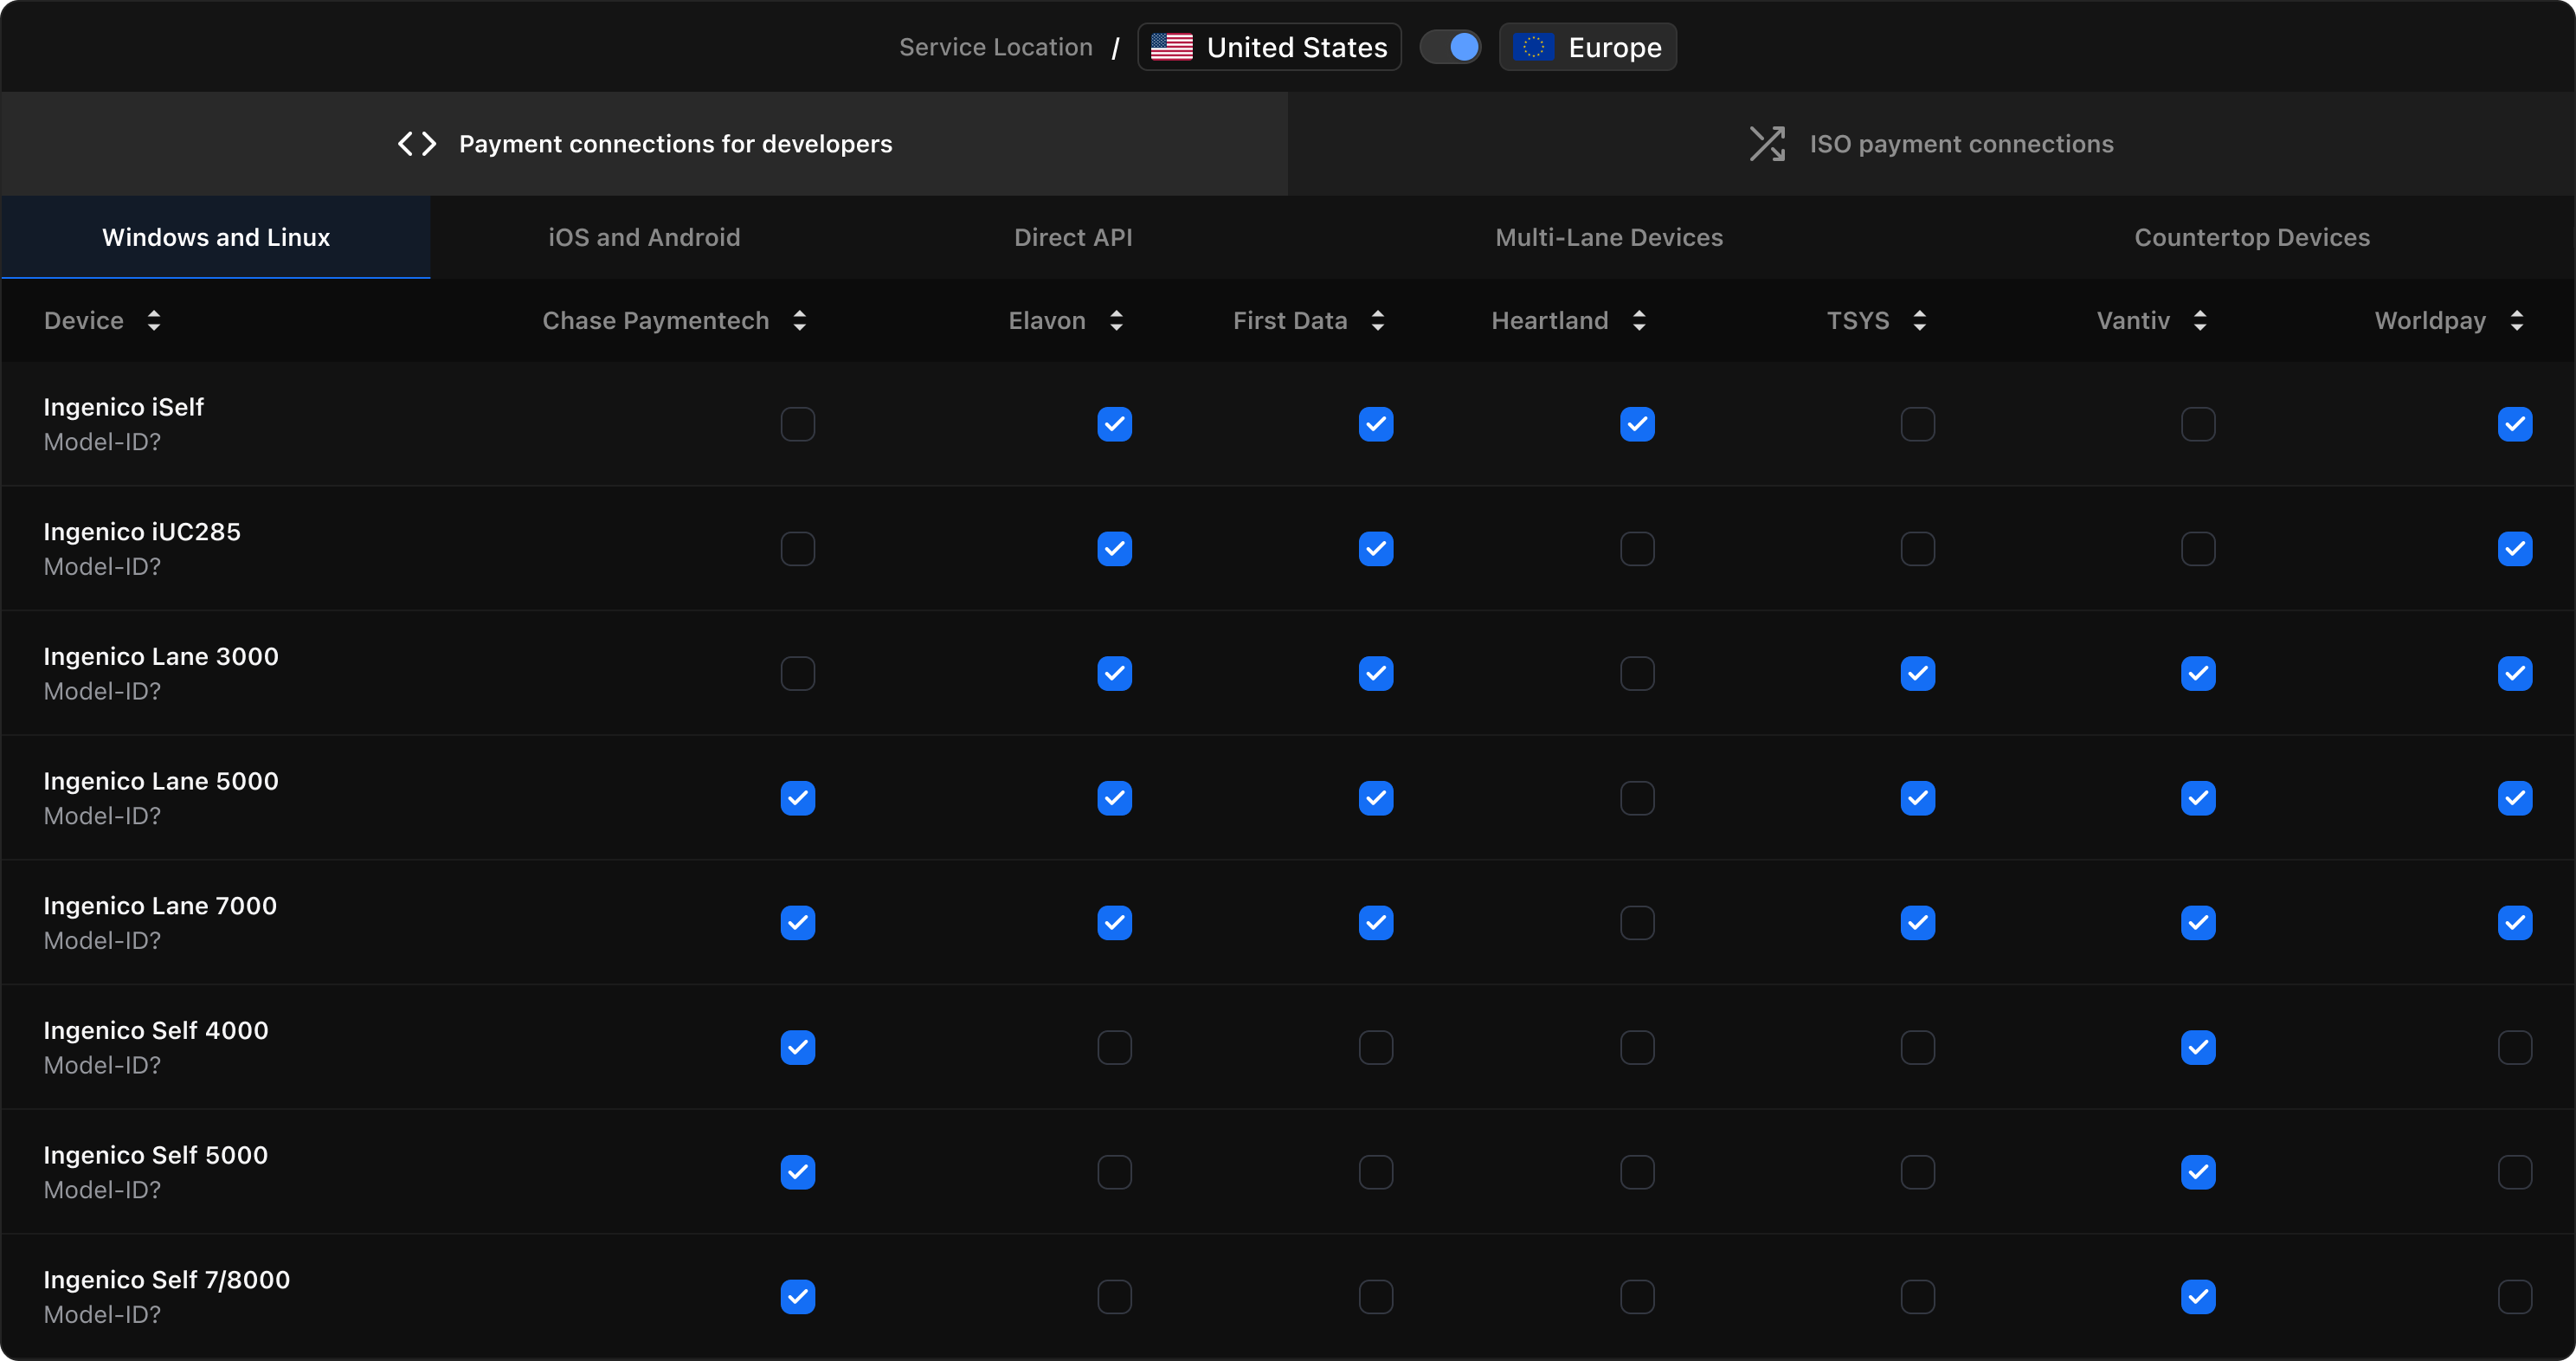 Service Location / United States Europe
Payment connections for developers
ISO payment connections
Windows and Linux
iOS and Android
Direct API
Multi-Lane Devices
Countertop Devices
Device
Chase Paymentech
Elavon
First Data
Heartland
TSYS
Vantiv
Worldpay
Ingenico iSelf
Model-ID?
Ingenico iUC285
Model-ID?
Ingenico Lane 3000
Model-ID?
Ingenico Lane 5000
Model-ID?
Ingenico Lane 7000
Model-ID?
Ingenico Self 4000
Model-ID?
Ingenico Self 5000
Model-ID?
Ingenico Self 7/8000
Model-ID?